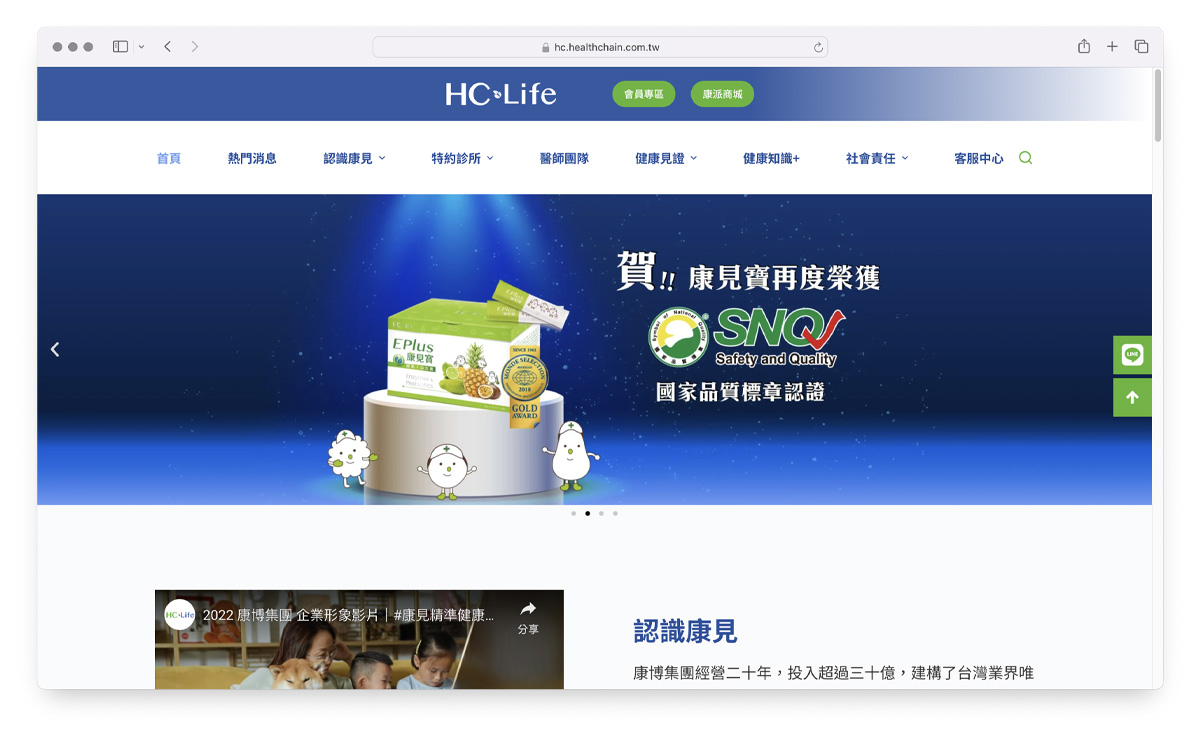 hc.healthchain.com.tw
HC Life
會員專區
康派商城
首頁
熱門消息
認識康見
特約診所
醫師團隊
健康見證
健康知識+
社會責任
客服中心
賀!! 康見寶再度榮獲
Symbol of National Quality
SNQ
Safety and Quality
國家品質標章認證
EPlus
康見寶
SINCE 1961
MONDE SELECTION
2018
GOLD
AWARD
LINE
HC Life
2022 康博集團 企業形象影片｜#康見精準健康...
分享
認識康見
康博集團經營二十年，投入超過三十億，建構了台灣業界唯